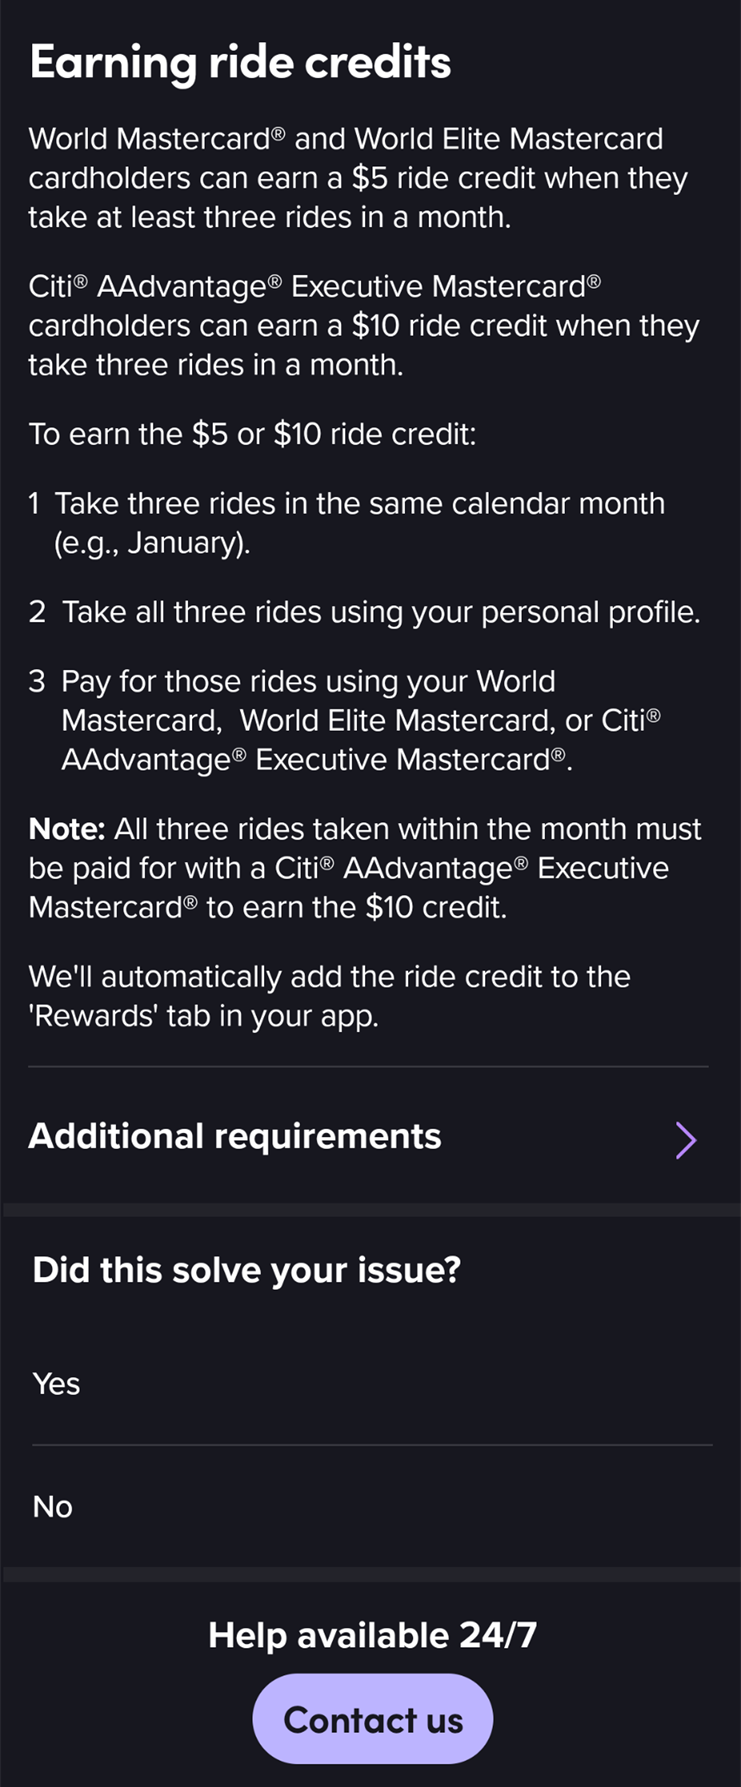 Earning ride credits
World Mastercard® and World Elite Mastercard
cardholders can earn a $5 ride credit when they
take at least three rides in a month.
Citi® AAdvantage® Executive Mastercard®
cardholders can earn a $10 ride credit when they
take three rides in a month.
To earn the $5 or $10 ride credit:
1 Take three rides in the same calendar month
(e.g., January).
2 Take all three rides using your personal profile.
3 Pay for those rides using your World
Mastercard,  World Elite Mastercard, or Citi®
AAdvantage® Executive Mastercard®.
Note: All three rides taken within the month must
be paid for with a Citi® AAdvantage® Executive
Mastercard® to earn the $10 credit.
We'll automatically add the ride credit to the
'Rewards' tab in your app.
Additional requirements
Did this solve your issue?
Yes
No
Help available 24/7
Contact us